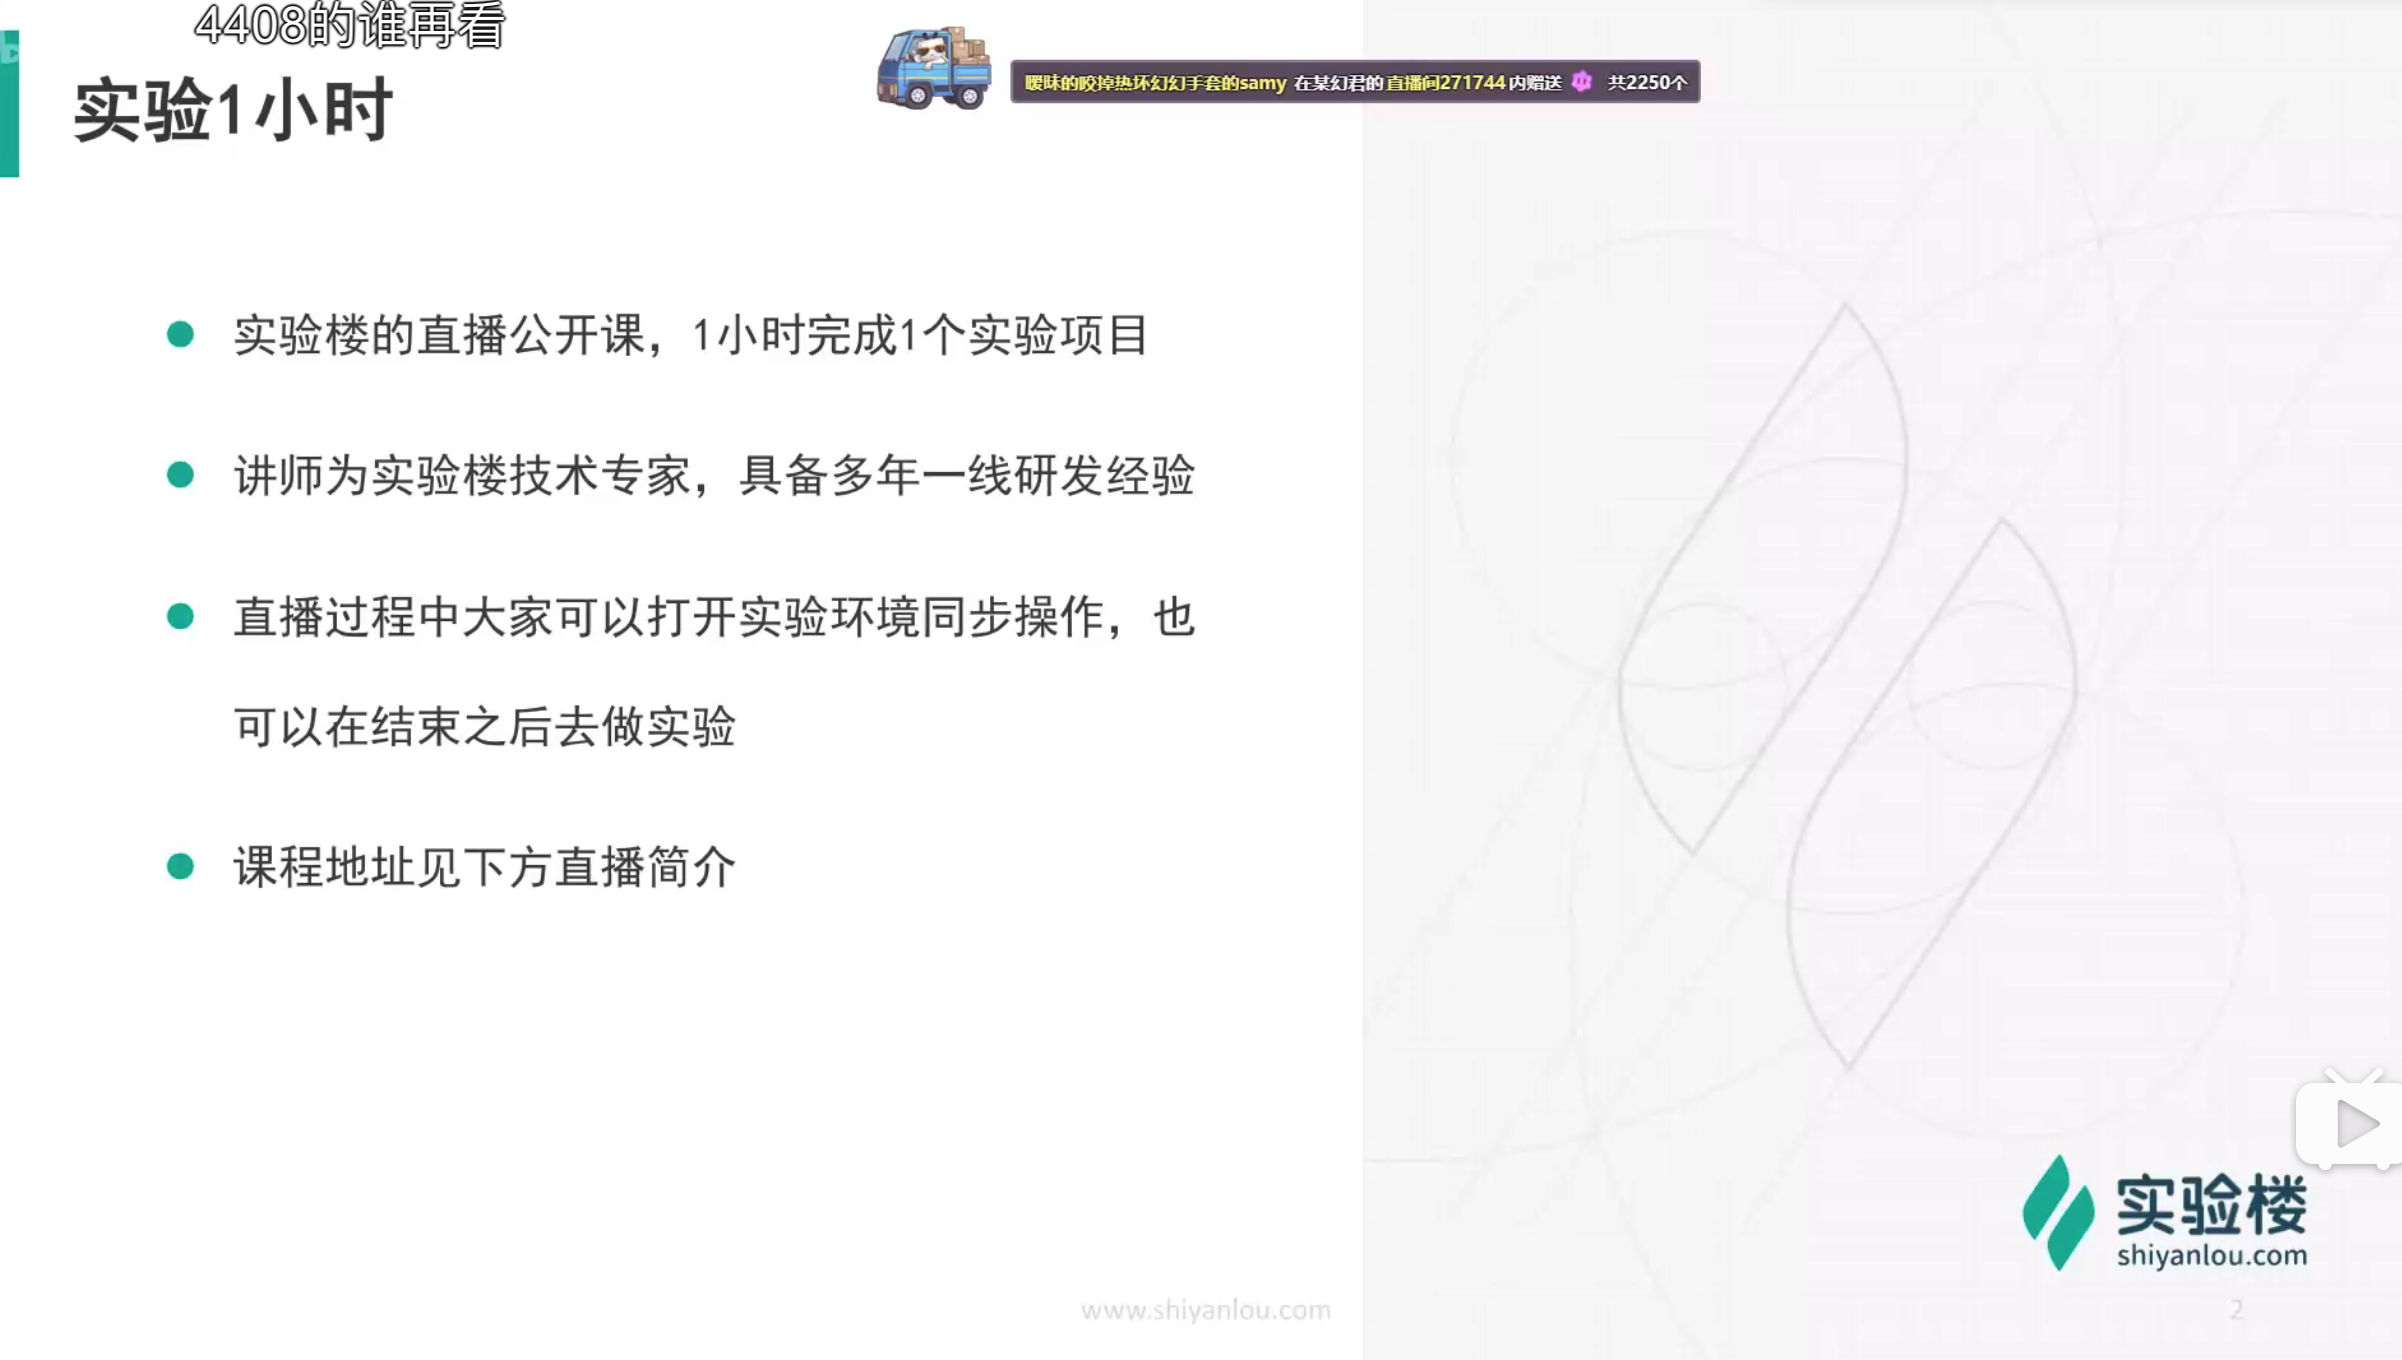 4408的谁再看
暧昧的咬掉热坏幻幻手套的samy 在某幻君的直播间271744内赠送 共2250个
实验1小时
实验楼的直播公开课，1小时完成1个实验项目
讲师为实验楼技术专家，具备多年一线研发经验
直播过程中大家可以打开实验环境同步操作，也
可以在结束之后去做实验
课程地址见下方直播简介
实验楼
shiyanlou.com
www.shiyanlou.com
2